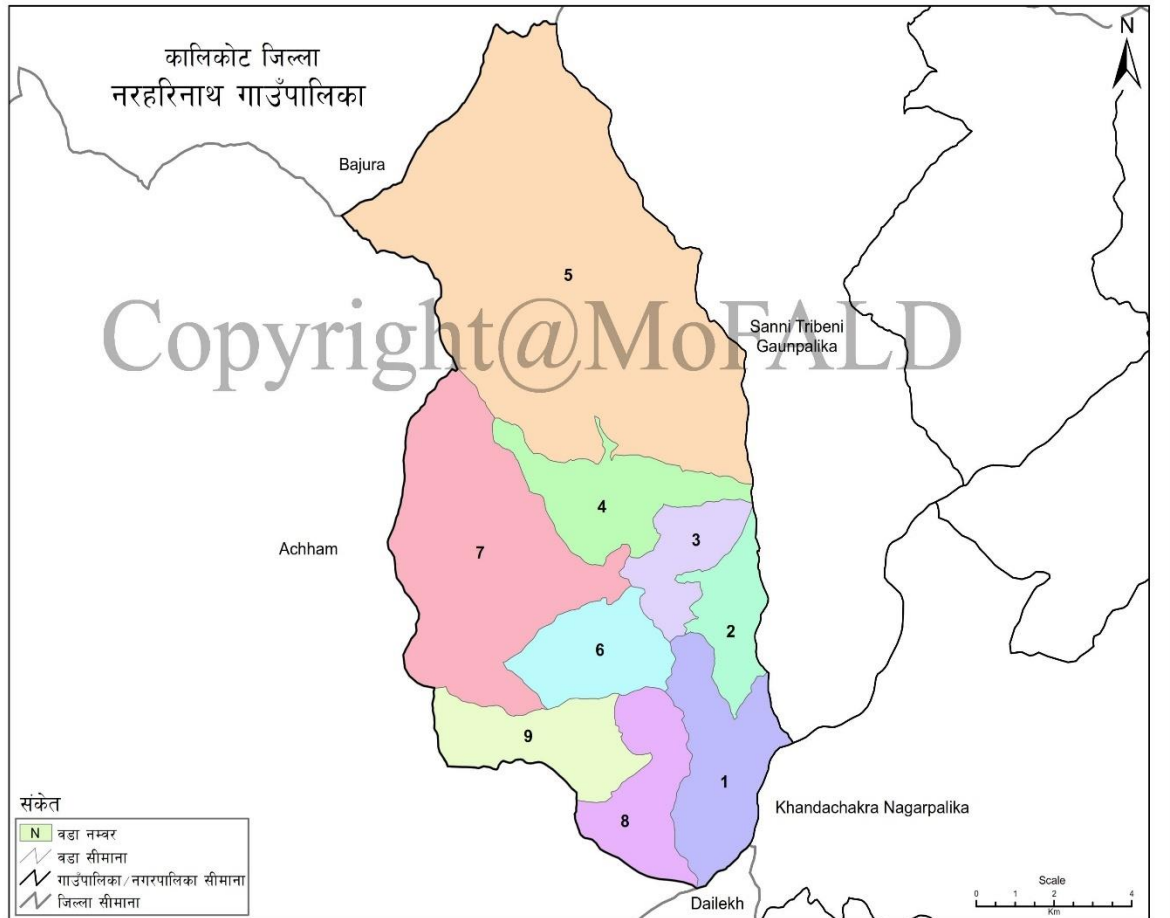 कालिकोट जिल्ला
नरहरिनाथ गाउँपालिका
N
Bajura
5
Sanni Tribeni
Gaunpalika
Copyright@MoFALD
4
3
7
Achham
2
6
9
1
8
Khandachakra Nagarpalika
Dailekh
संकेत
N वडा नम्वर
वडा सीमाना
गाउँपालिका/नगरपालिका सीमाना
जिल्ला सीमाना
Scale
0 1 2 4
Km